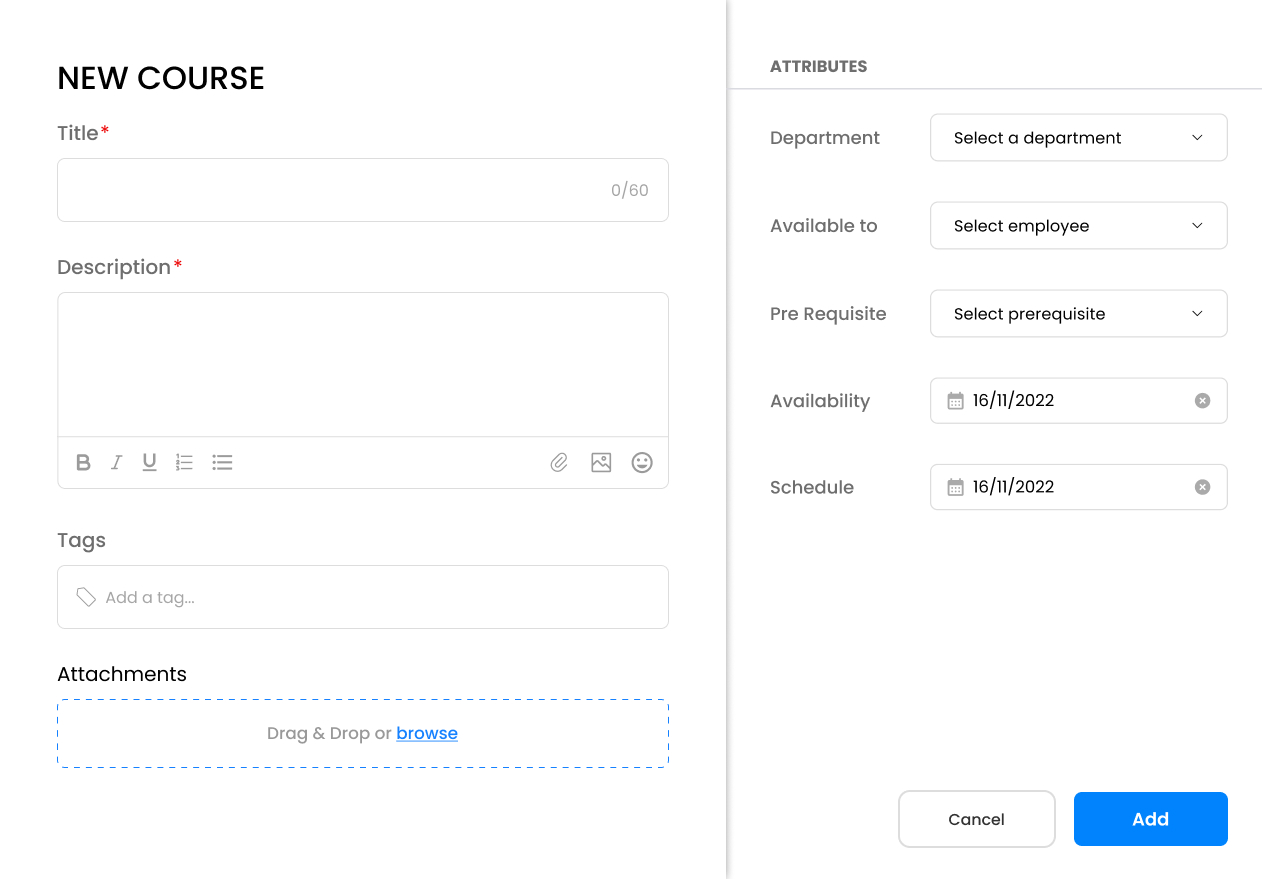 NEW COURSE
Title*
0/60
Description*
B I U
Tags
Add a tag...
Attachments
Drag & Drop or browse
ATTRIBUTES
Department
Select a department
Available to
Select employee
Pre Requisite
Select prerequisite
Availability
16/11/2022
Schedule
16/11/2022
Cancel
Add